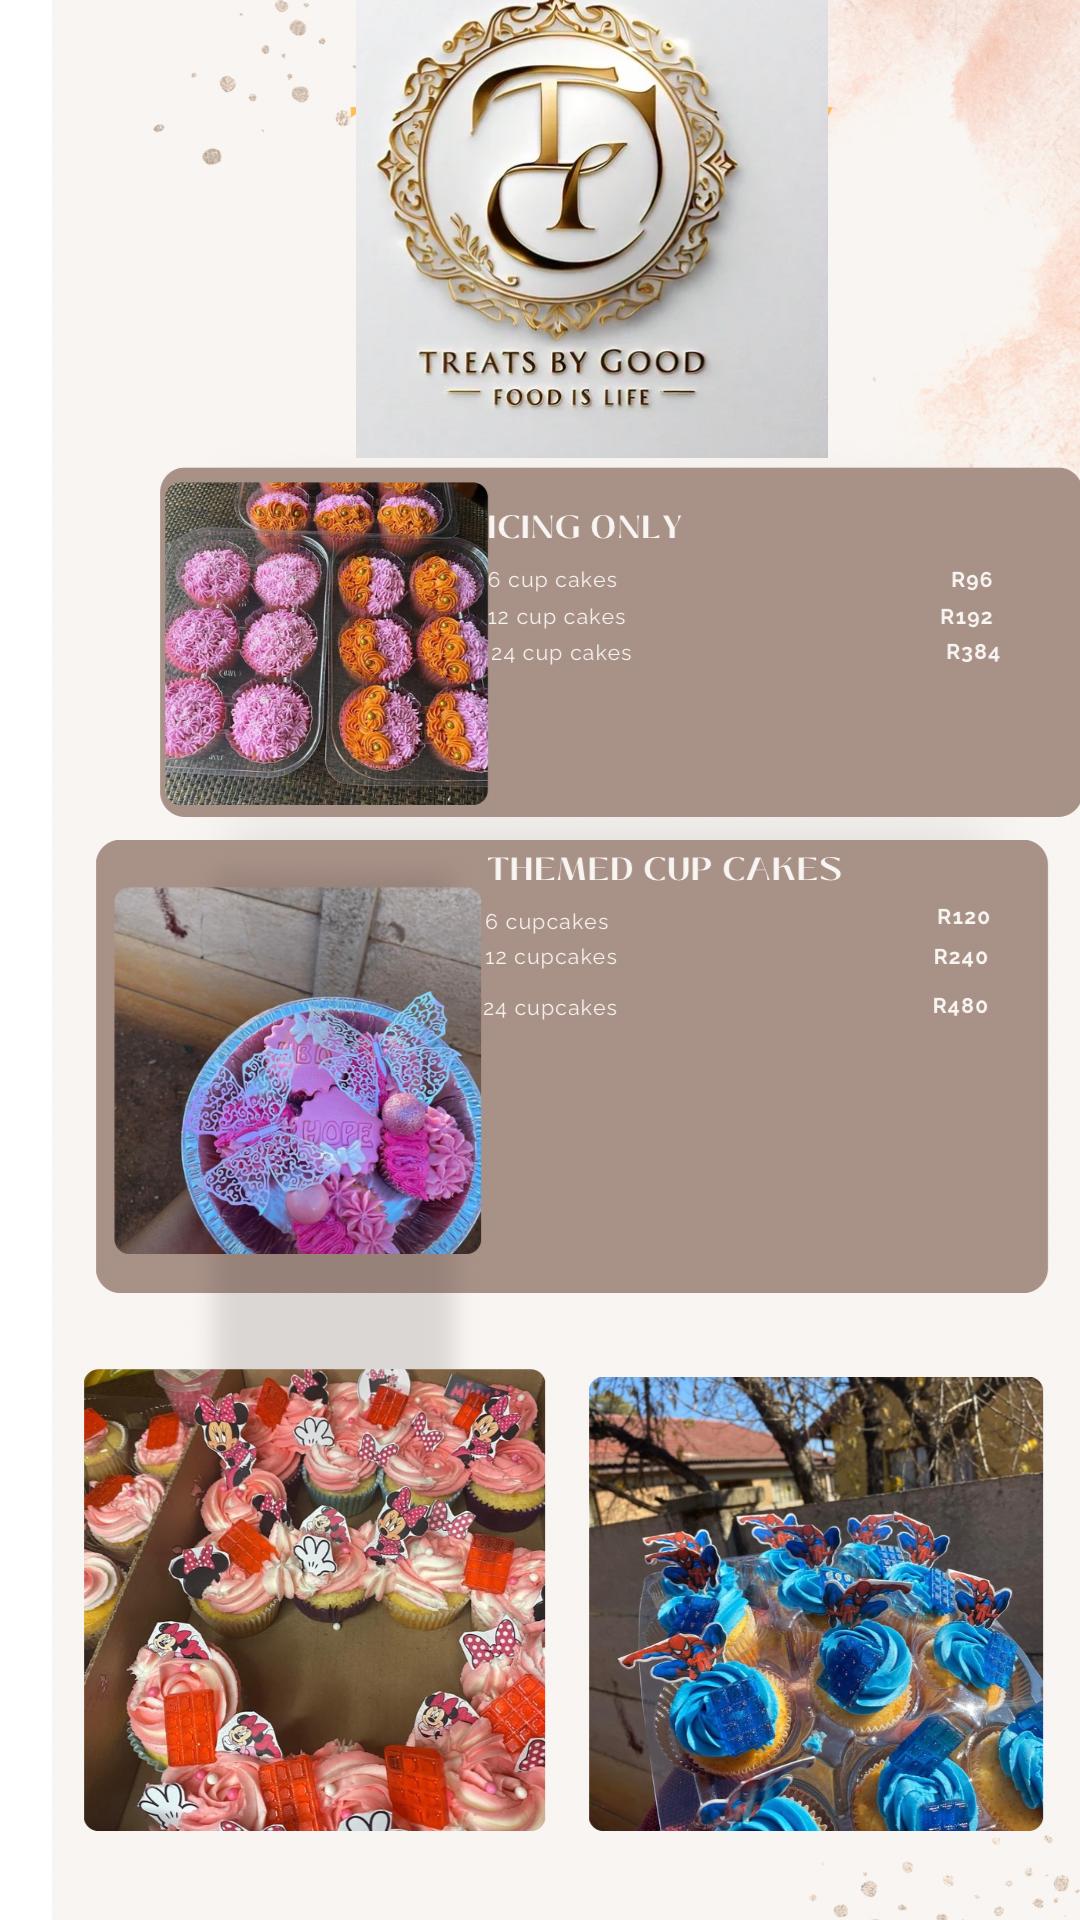 TREATS BY GOOD
FOOD IS LIFE
ICING ONLY
6 cup cakes R96
12 cup cakes R192
24 cup cakes R384
THEMED CUP CAKES
6 cupcakes R120
12 cupcakes R240
24 cupcakes R480
HOPE